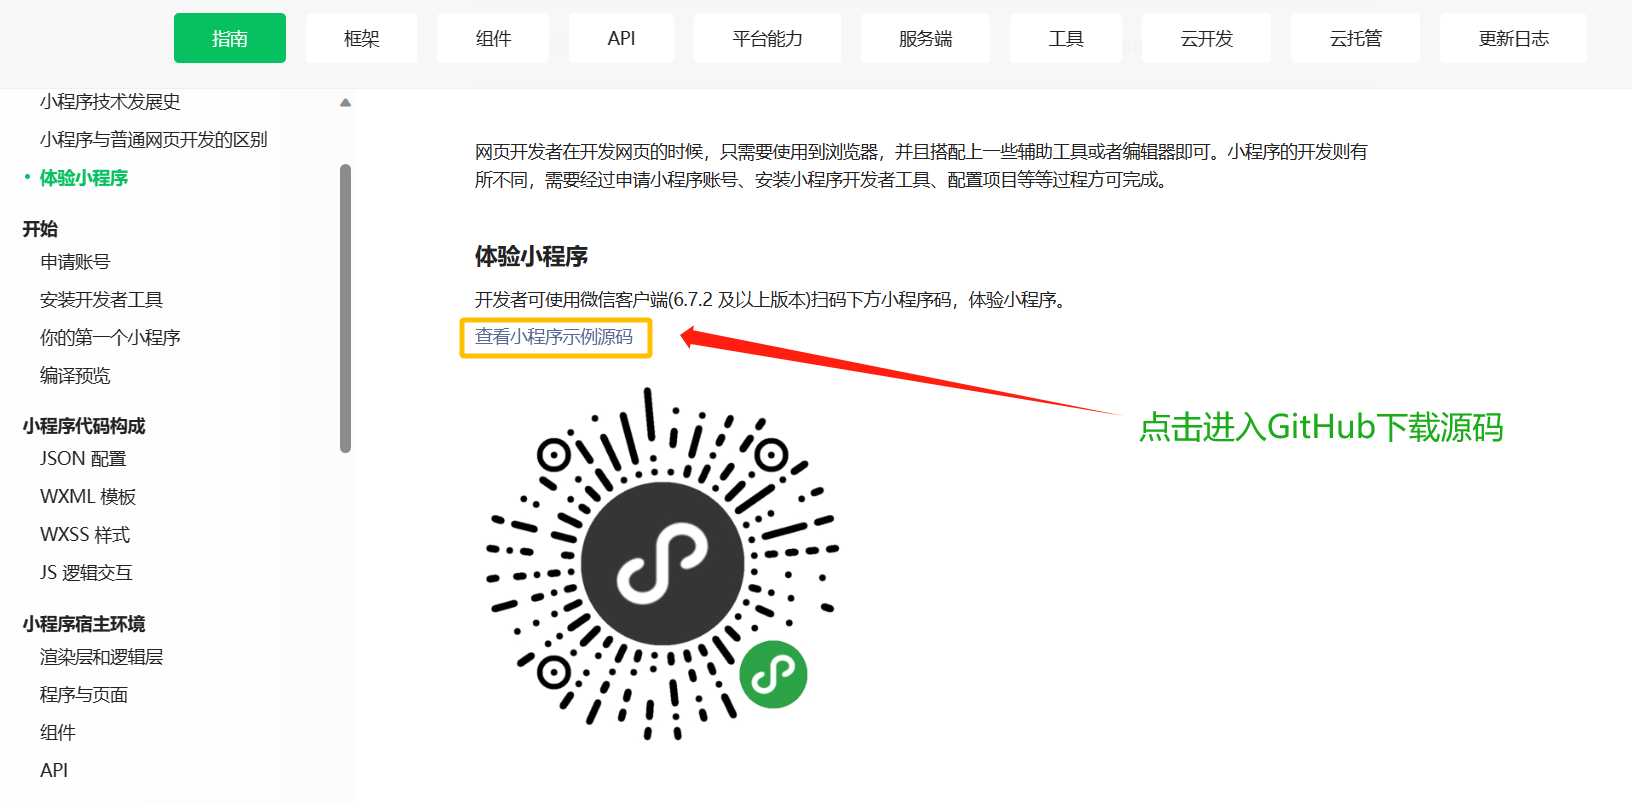 指南
框架
组件
API
平台能力
服务端
工具
云开发
云托管
更新日志
小程序技术发展史
小程序与普通网页开发的区别
体验小程序
开始
申请账号
安装开发者工具
你的第一个小程序
编译预览
小程序代码构成
JSON 配置
WXML 模板
WXSS 样式
JS 逻辑交互
小程序宿主环境
渲染层和逻辑层
程序与页面
组件
API
网页开发者在开发网页的时候，只需要使用到浏览器，并且搭配上一些辅助工具或者编辑器即可。小程序的开发则有
所不同，需要经过申请小程序账号、安装小程序开发者工具、配置项目等等过程方可完成。
体验小程序
开发者可使用微信客户端(6.7.2 及以上版本)扫码下方小程序码，体验小程序。
查看小程序示例源码
点击进入GitHub下载源码